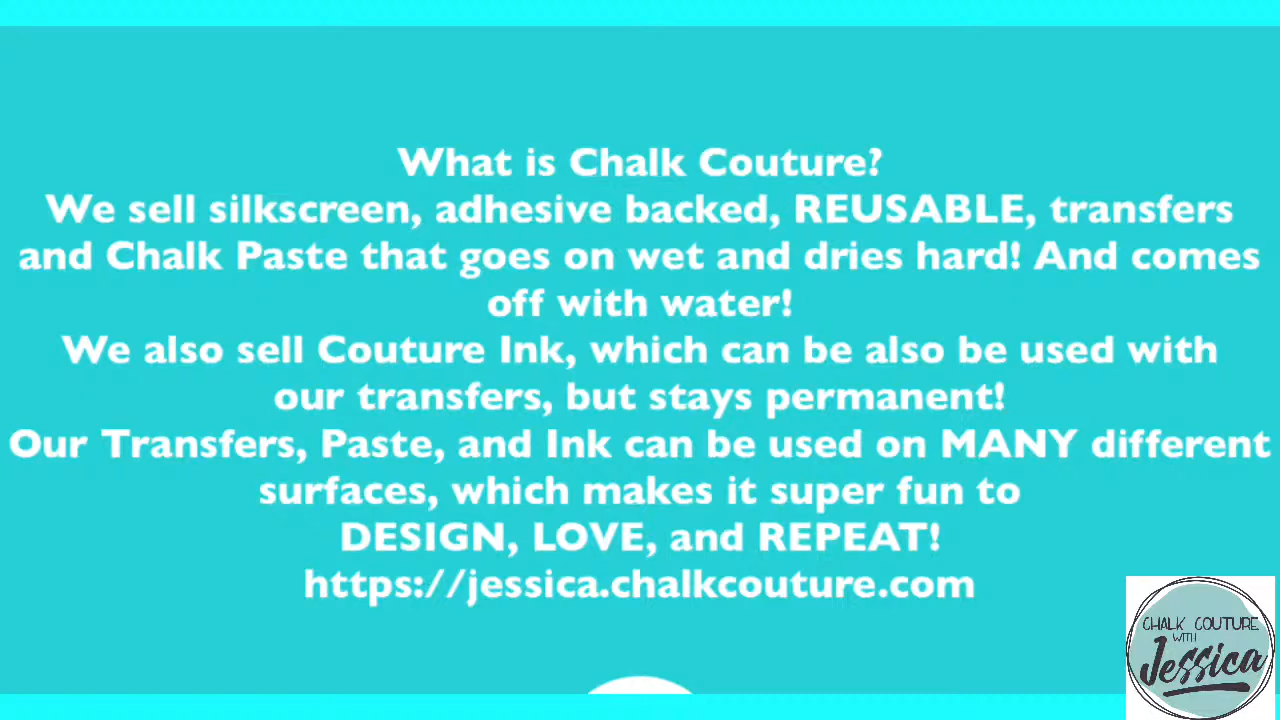 What is Chalk Couture?
We sell silkscreen, adhesive backed, REUSABLE, transfers
and Chalk Paste that goes on wet and dries hard! And comes
off with water!
We also sell Couture Ink, which can be also be used with
our transfers, but stays permanent!
Our Transfers, Paste, and Ink can be used on MANY different
surfaces, which makes it super fun to
DESIGN, LOVE, and REPEAT!
https://jessica.chalkcouture.com
CHALK COUTURE
WITH
Jessica